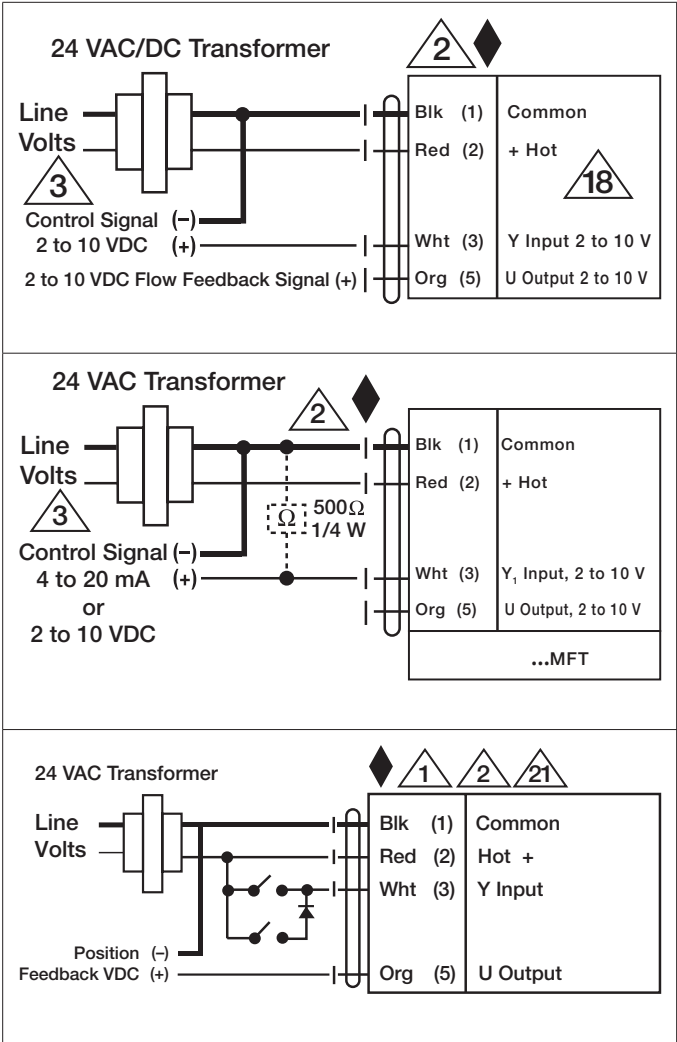 24 VAC/DC Transformer
2
Line
Volts
3
Blk (1) Common
Red (2) + Hot
18
Control Signal (–)
2 to 10 VDC (+)
Wht (3) Y Input 2 to 10 V
2 to 10 VDC Flow Feedback Signal (+)
Org (5) U Output 2 to 10 V
24 VAC Transformer
2
Line
Volts
3
Blk (1) Common
Red (2) + Hot
Ω 500Ω
1/4 W
Control Signal (–)
4 to 20 mA (+)
or
2 to 10 VDC
Wht (3) Y₁ Input, 2 to 10 V
Org (5) U Output, 2 to 10 V
...MFT
24 VAC Transformer
1 2 21
Line
Volts
Blk (1) Common
Red (2) Hot +
Wht (3) Y Input
Position (–)
Feedback VDC (+)
Org (5) U Output